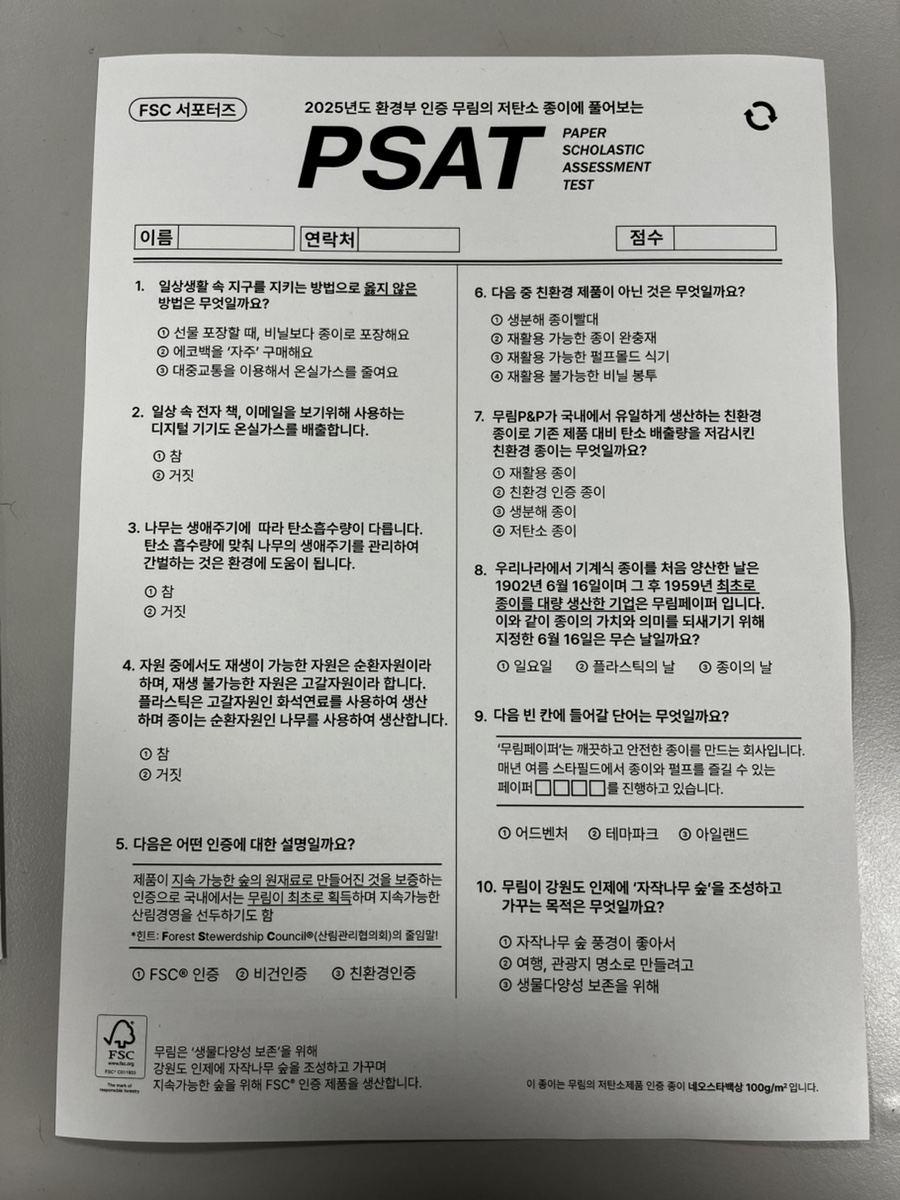 FSC 서포터즈
2025년도 환경부 인증 무림의 저탄소 종이에 풀어보는
PSAT
PAPER
SCHOLASTIC
ASSESSMENT
TEST
이름
연락처
점수
1. 일상생활 속 지구를 지키는 방법으로 옳지 않은
방법은 무엇일까요?
① 선물 포장할 때, 비닐보다 종이로 포장해요
② 에코백을 '자주' 구매해요
③ 대중교통을 이용해서 온실가스를 줄여요
2. 일상 속 전자 책, 이메일을 보기위해 사용하는
디지털 기기도 온실가스를 배출합니다.
① 참
② 거짓
3. 나무는 생애주기에 따라 탄소흡수량이 다릅니다.
탄소 흡수량에 맞춰 나무의 생애주기를 관리하여
간벌하는 것은 환경에 도움이 됩니다.
① 참
② 거짓
4. 자원 중에서도 재생이 가능한 자원은 순환자원이라
하며, 재생 불가능한 자원은 고갈자원이라 합니다.
플라스틱은 고갈자원인 화석연료를 사용하여 생산
하며 종이는 순환자원인 나무를 사용하여 생산합니다.
① 참
② 거짓
5. 다음은 어떤 인증에 대한 설명일까요?
제품이 지속 가능한 숲의 원재료로 만들어진 것을 보증하는
인증으로 국내에서는 무림이 최초로 획득하며 지속가능한
산림경영을 선두하기도 함
*힌트: Forest Stewerdship Council®(산림관리협의회)의 줄임말!
① FSC® 인증 ② 비건인증 ③ 친환경인증
6. 다음 중 친환경 제품이 아닌 것은 무엇일까요?
① 생분해 종이빨대
② 재활용 가능한 종이 완충재
③ 재활용 가능한 펄프몰드 식기
④ 재활용 불가능한 비닐 봉투
7. 무림P&P가 국내에서 유일하게 생산하는 친환경
종이로 기존 제품 대비 탄소 배출량을 저감시킨
친환경 종이는 무엇일까요?
① 재활용 종이
② 친환경 인증 종이
③ 생분해 종이
④ 저탄소 종이
8. 우리나라에서 기계식 종이를 처음 양산한 날은
1902년 6월 16일이며 그 후 1959년 최초로
종이를 대량 생산한 기업은 무림페이퍼 입니다.
이와 같이 종이의 가치와 의미를 되새기기 위해
지정한 6월 16일은 무슨 날일까요?
① 일요일 ② 플라스틱의 날 ③ 종이의 날
9. 다음 빈 칸에 들어갈 단어는 무엇일까요?
'무림페이퍼'는 깨끗하고 안전한 종이를 만드는 회사입니다.
매년 여름 스타필드에서 종이와 펄프를 즐길 수 있는
페이퍼□□□□를 진행하고 있습니다.
① 어드벤처 ② 테마파크 ③ 아일랜드
10. 무림이 강원도 인제에 '자작나무 숲'을 조성하고
가꾸는 목적은 무엇일까요?
① 자작나무 숲 풍경이 좋아서
② 여행, 관광지 명소로 만들려고
③ 생물다양성 보존을 위해
FSC
www.fsc.org
FSC® C011803
The mark of
responsible forestry
무림은 '생물다양성 보존'을 위해
강원도 인제에 자작나무 숲을 조성하고 가꾸며
지속가능한 숲을 위해 FSC® 인증 제품을 생산합니다.
이 종이는 무림의 저탄소제품 인증 종이 네오스타백상 100g/m² 입니다.